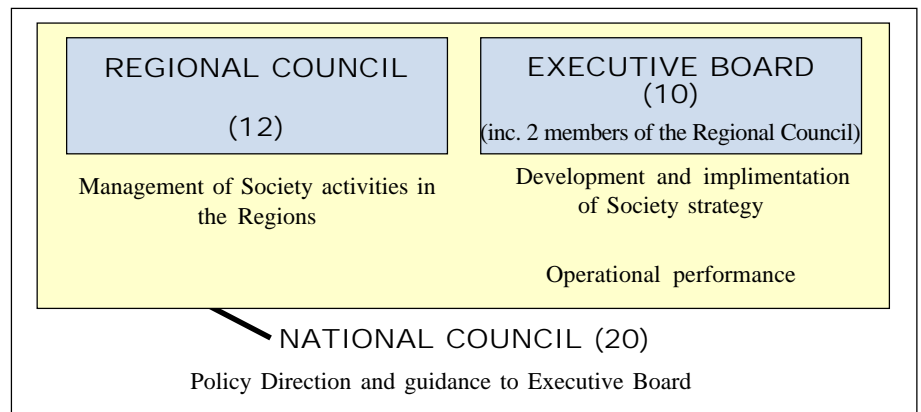 REGIONAL COUNCIL
(12)
Management of Society activities in
the Regions
EXECUTIVE BOARD
(10)
(inc. 2 members of the Regional Council)
Development and implimentation
of Society strategy
Operational performance
NATIONAL COUNCIL (20)
Policy Direction and guidance to Executive Board